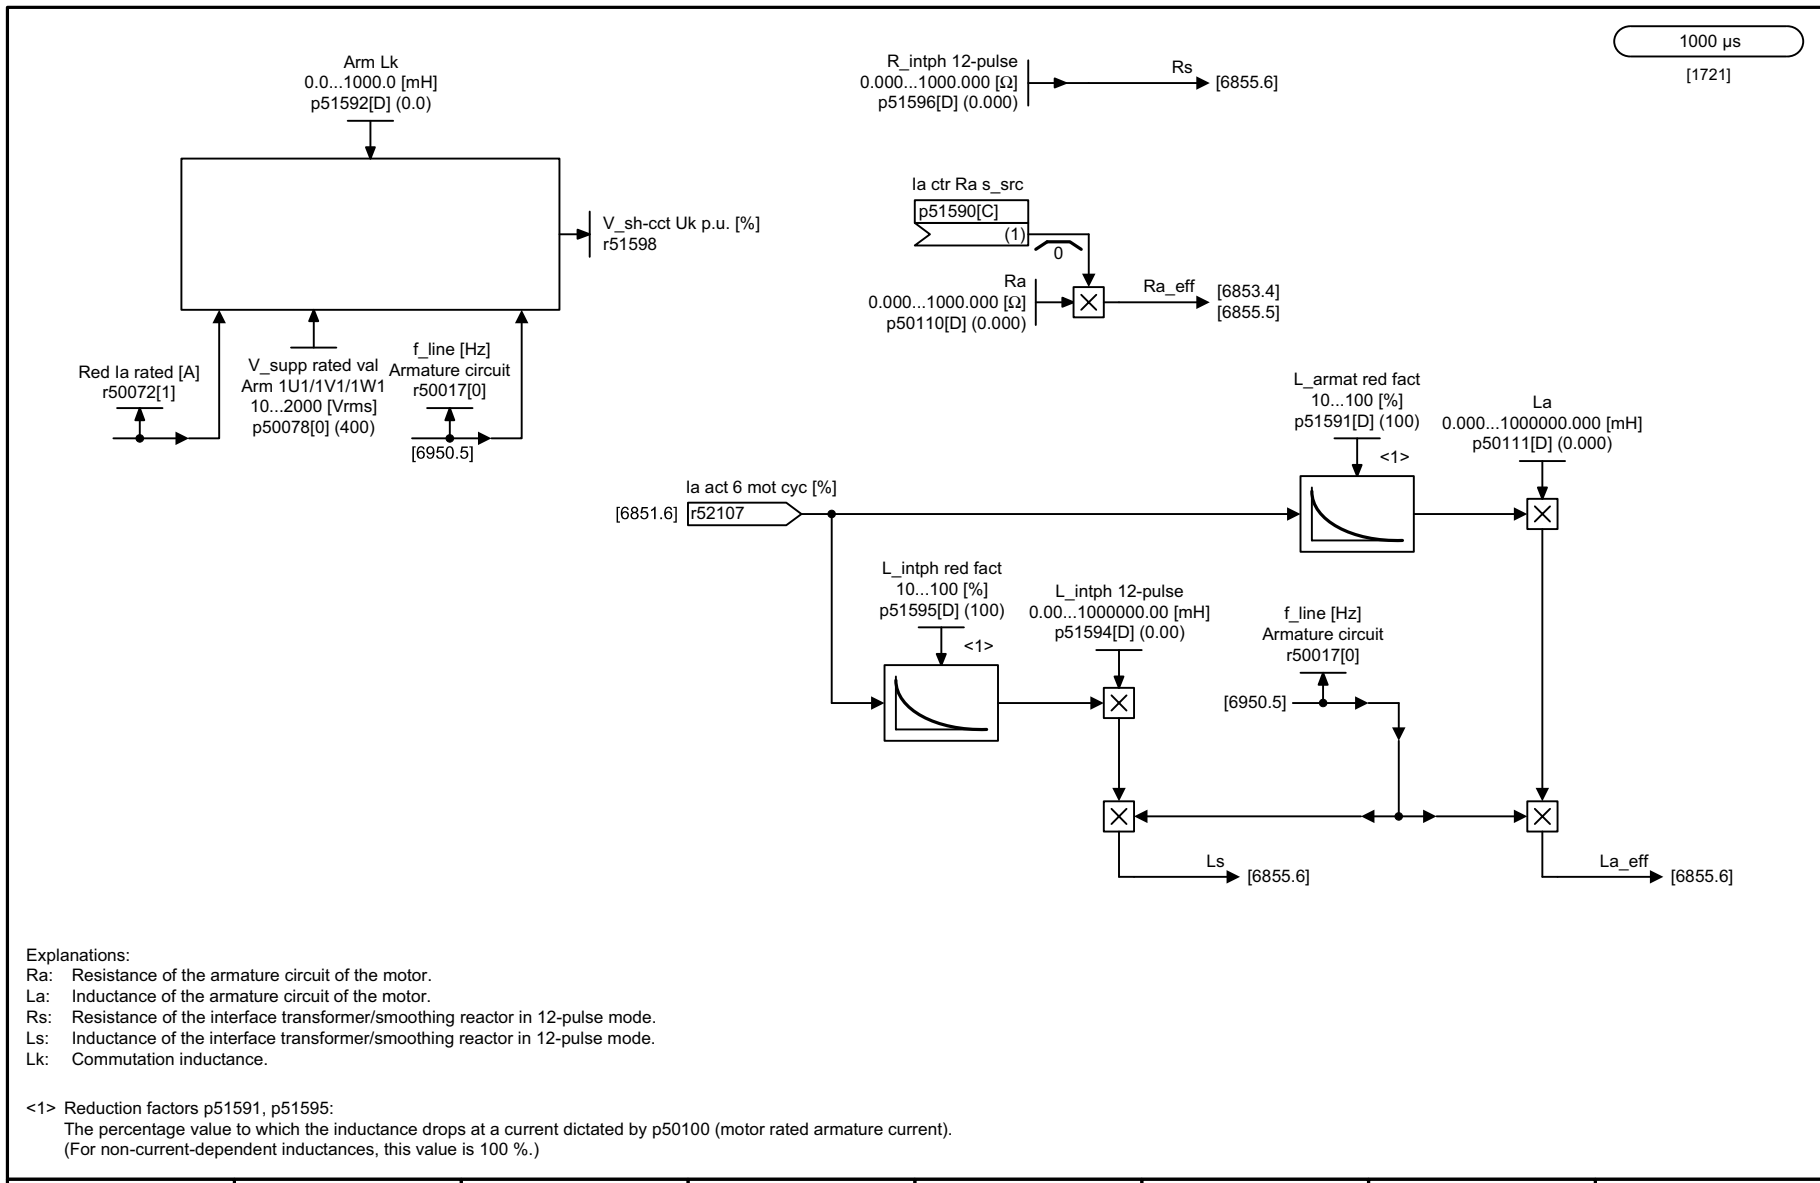 1000 µs
[1721]
Arm Lk
0.0...1000.0 [mH]
p51592[D] (0.0)
R_intph 12-pulse
0.000...1000.000 [Ω]
p51596[D] (0.000)
Rs
[6855.6]
V_sh-cct Uk p.u. [%]
r51598
Ia ctr Ra s_src
p51590[C]
(1)
0
Ra
0.000...1000.000 [Ω]
p50110[D] (0.000)
Ra_eff
[6853.4]
[6855.5]
Red Ia rated [A]
r50072[1]
V_supp rated val
Arm 1U1/1V1/1W1
10...2000 [Vrms]
p50078[0] (400)
f_line [Hz]
Armature circuit
r50017[0]
[6950.5]
L_armat red fact
10...100 [%]
p51591[D] (100)
<1>
La
0.000...1000000.000 [mH]
p50111[D] (0.000)
Ia act 6 mot cyc [%]
[6851.6]
r52107
L_intph red fact
10...100 [%]
p51595[D] (100)
<1>
L_intph 12-pulse
0.00...1000000.00 [mH]
p51594[D] (0.00)
f_line [Hz]
Armature circuit
r50017[0]
[6950.5]
Ls
[6855.6]
La_eff
[6855.6]
Explanations:
Ra: Resistance of the armature circuit of the motor.
La: Inductance of the armature circuit of the motor.
Rs: Resistance of the interface transformer/smoothing reactor in 12-pulse mode.
Ls: Inductance of the interface transformer/smoothing reactor in 12-pulse mode.
Lk: Commutation inductance.
<1> Reduction factors p51591, p51595:
The percentage value to which the inductance drops at a current dictated by p50100 (motor rated armature current).
(For non-current-dependent inductances, this value is 100 %.)